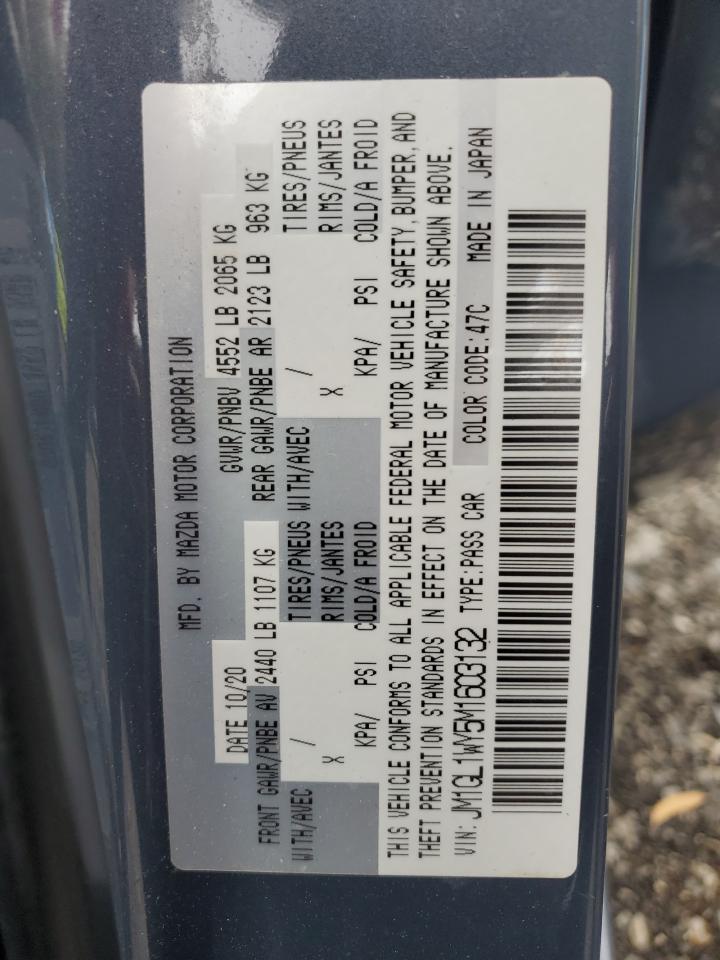 MFD. BY MAZDA MOTOR CORPORATION
DATE 10/20 GVWR/PNBV 4552 LB 2065 KG
FRONT GAWR/PNBE AV 2440 LB 1107 KG REAR GAWR/PNBE AR 2123 LB 963 KG
WITH/AVEC / TIRES/PNEUS WITH/AVEC / TIRES/PNEUS
X RIMS/JANTES X RIMS/JANTES
KPA/ PSI COLD/A FROID KPA/ PSI COLD/A FROID
THIS VEHICLE CONFORMS TO ALL APPLICABLE FEDERAL MOTOR VEHICLE SAFETY, BUMPER, AND
THEFT PREVENTION STANDARDS IN EFFECT ON THE DATE OF MANUFACTURE SHOWN ABOVE.
VIN: JM1GL1WY5M1603132 TYPE:PASS CAR COLOR CODE:47C MADE IN JAPAN